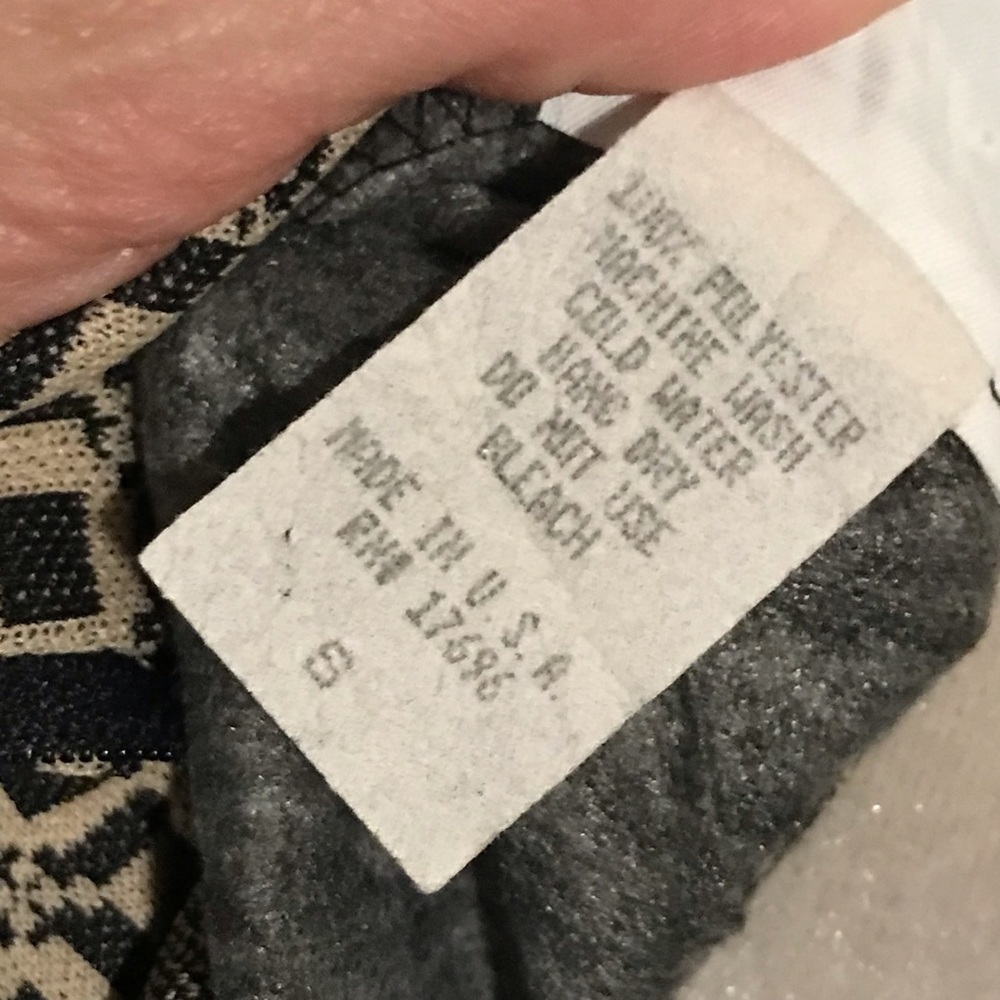 100% POLYESTER
MACHINE WASH
COLD WATER
HANG DRY
DO NOT USE
BLEACH
MADE IN U.S.A.
RN# 17696